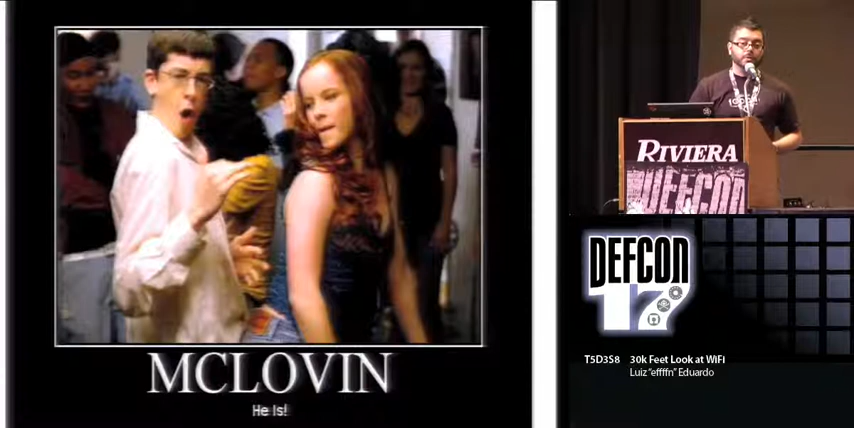 MCLOVIN
He Is!
RIVIERA
DEFCON
DEFCON
17
T5D3S8 30k Feet Look at WiFi
Luiz "effffn" Eduardo